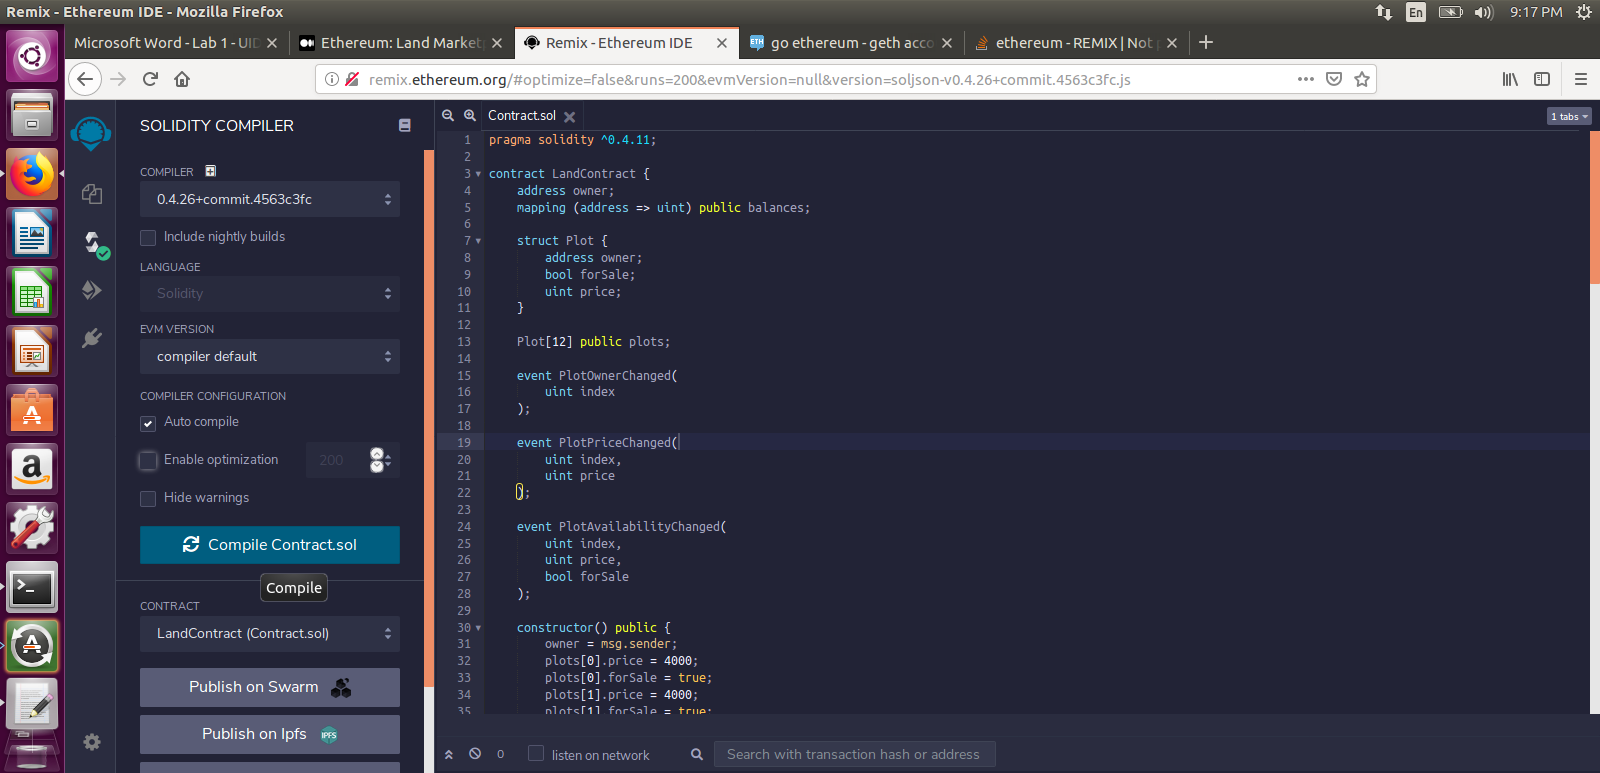 Remix - Ethereum IDE - Mozilla Firefox
En
9:17 PM
Microsoft Word - Lab 1 - UID
Ethereum: Land Market
Remix - Ethereum IDE
go ethereum - geth acco
ethereum - REMIX | Not
remix.ethereum.org/#optimize=false&runs=200&evmVersion=null&version=soljson-v0.4.26+commit.4563c3fc.js
SOLIDITY COMPILER
COMPILER
0.4.26+commit.4563c3fc
Include nightly builds
LANGUAGE
Solidity
EVM VERSION
compiler default
COMPILER CONFIGURATION
Auto compile
Enable optimization
200
Hide warnings
Compile Contract.sol
Compile
CONTRACT
LandContract (Contract.sol)
Publish on Swarm
Publish on Ipfs
IPFS
Contract.sol
1 tabs
1 pragma solidity ^0.4.11;
2
3 contract LandContract {
4 address owner;
5 mapping (address => uint) public balances;
6
7 struct Plot {
8 address owner;
9 bool forSale;
10 uint price;
11 }
12
13 Plot[12] public plots;
14
15 event PlotOwnerChanged(
16 uint index
17 );
18
19 event PlotPriceChanged(
20 uint index,
21 uint price
22 );
23
24 event PlotAvailabilityChanged(
25 uint index,
26 uint price,
27 bool forSale
28 );
29
30 constructor() public {
31 owner = msg.sender;
32 plots[0].price = 4000;
33 plots[0].forSale = true;
34 plots[1].price = 4000;
35 plots[1].forSale = true;
0
listen on network
Search with transaction hash or address